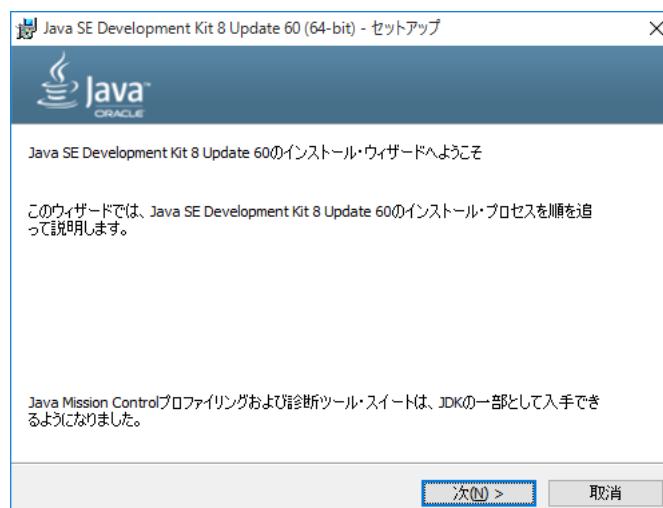 Java SE Development Kit 8 Update 60 (64-bit) - セットアップ
Java™
ORACLE
Java SE Development Kit 8 Update 60のインストール・ウィザードへようこそ
このウィザードでは、Java SE Development Kit 8 Update 60のインストール・プロセスを順を追
って説明します。
Java Mission Controlプロファイリングおよび診断ツール・スイートは、JDKの一部として入手でき
るようになりました。
次(N) >
取消